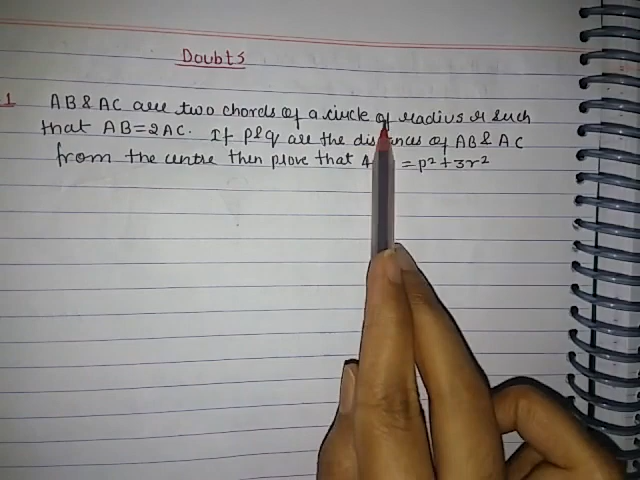 Doubts
1 AB & AC are two chords of a circle of radius r such
that AB = 2AC. If p & q are the distances of AB & AC
from the centre then prove that = p² + 3r²